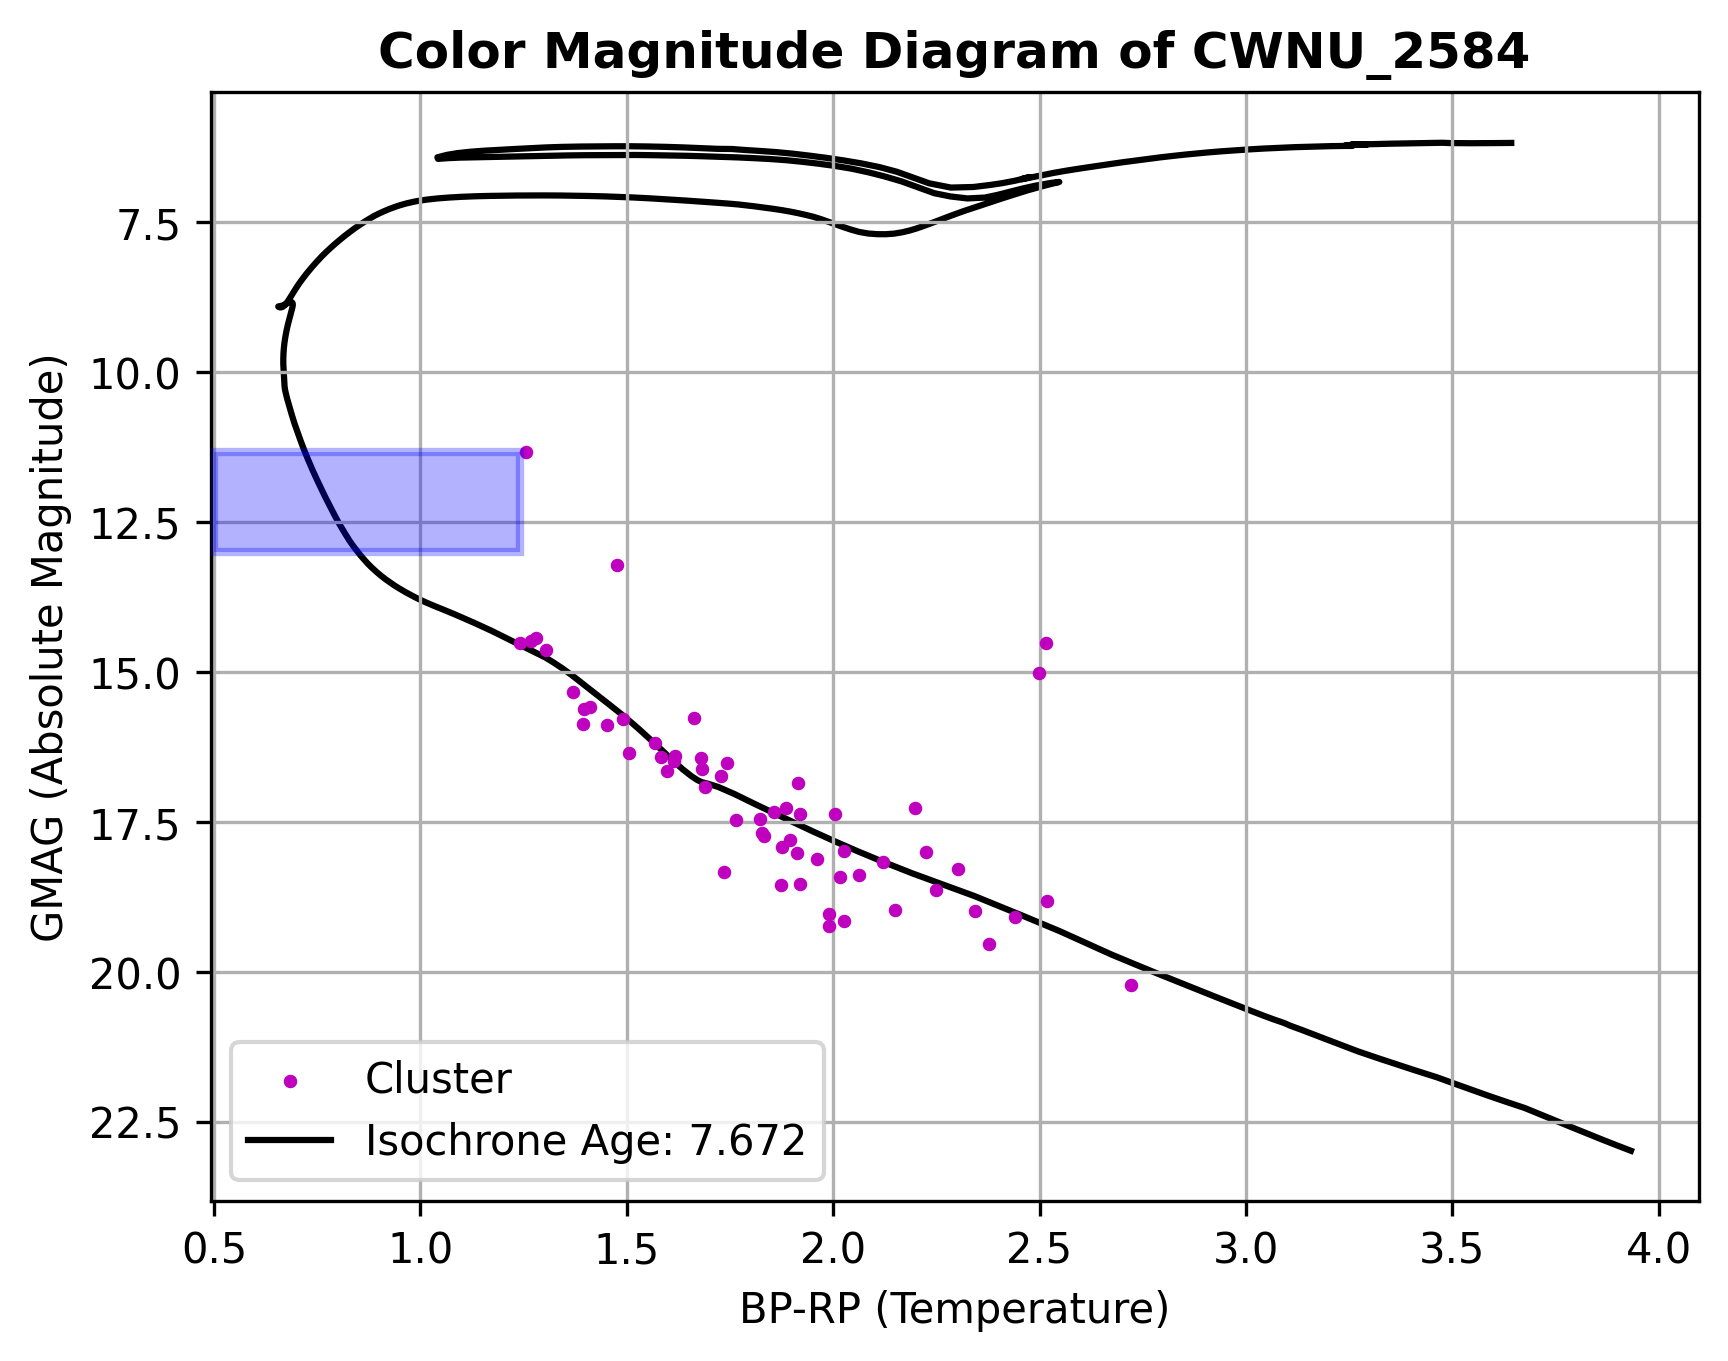 Color Magnitude Diagram of CWNU_2584
GMAG (Absolute Magnitude)
7.5
10.0
12.5
15.0
17.5
20.0
22.5
Cluster
Isochrone Age: 7.672
0.5 1.0 1.5 2.0 2.5 3.0 3.5 4.0
BP-RP (Temperature)